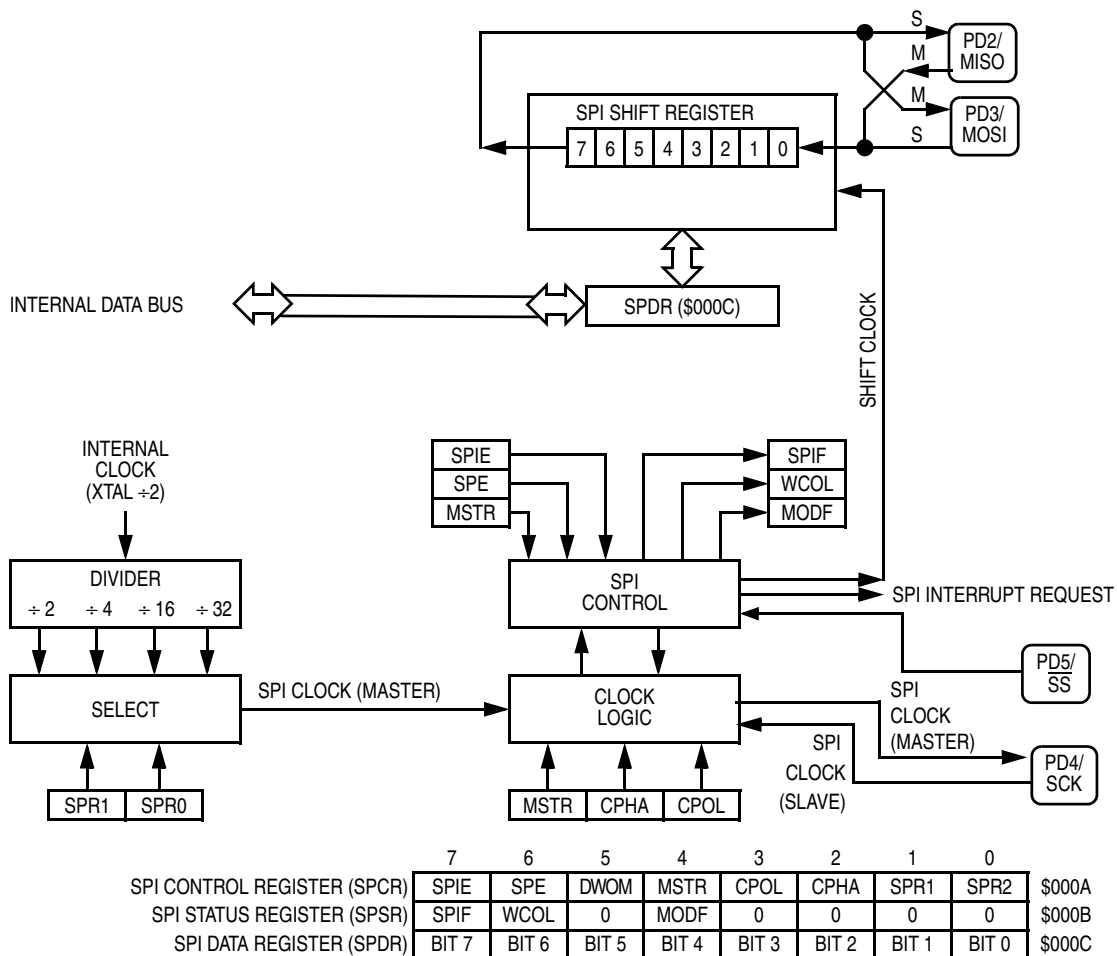 S
PD2/
MISO
M
M
PD3/
MOSI
S
SPI SHIFT REGISTER
7 6 5 4 3 2 1 0
INTERNAL DATA BUS
SPDR ($000C)
SHIFT CLOCK
INTERNAL
CLOCK
(XTAL ÷2)
SPIE
SPE
MSTR
SPIF
WCOL
MODF
DIVIDER
÷ 2 ÷ 4 ÷ 16 ÷ 32
SPI
CONTROL
SPI INTERRUPT REQUEST
PD5/
SS
SELECT
SPI CLOCK (MASTER)
CLOCK
LOGIC
SPI
CLOCK
(MASTER)
SPI
CLOCK
(SLAVE)
PD4/
SCK
SPR1 SPR0
MSTR CPHA CPOL
7 6 5 4 3 2 1 0
SPI CONTROL REGISTER (SPCR) SPIE SPE DWOM MSTR CPOL CPHA SPR1 SPR2 $000A
SPI STATUS REGISTER (SPSR) SPIF WCOL 0 MODF 0 0 0 0 $000B
SPI DATA REGISTER (SPDR) BIT 7 BIT 6 BIT 5 BIT 4 BIT 3 BIT 2 BIT 1 BIT 0 $000C